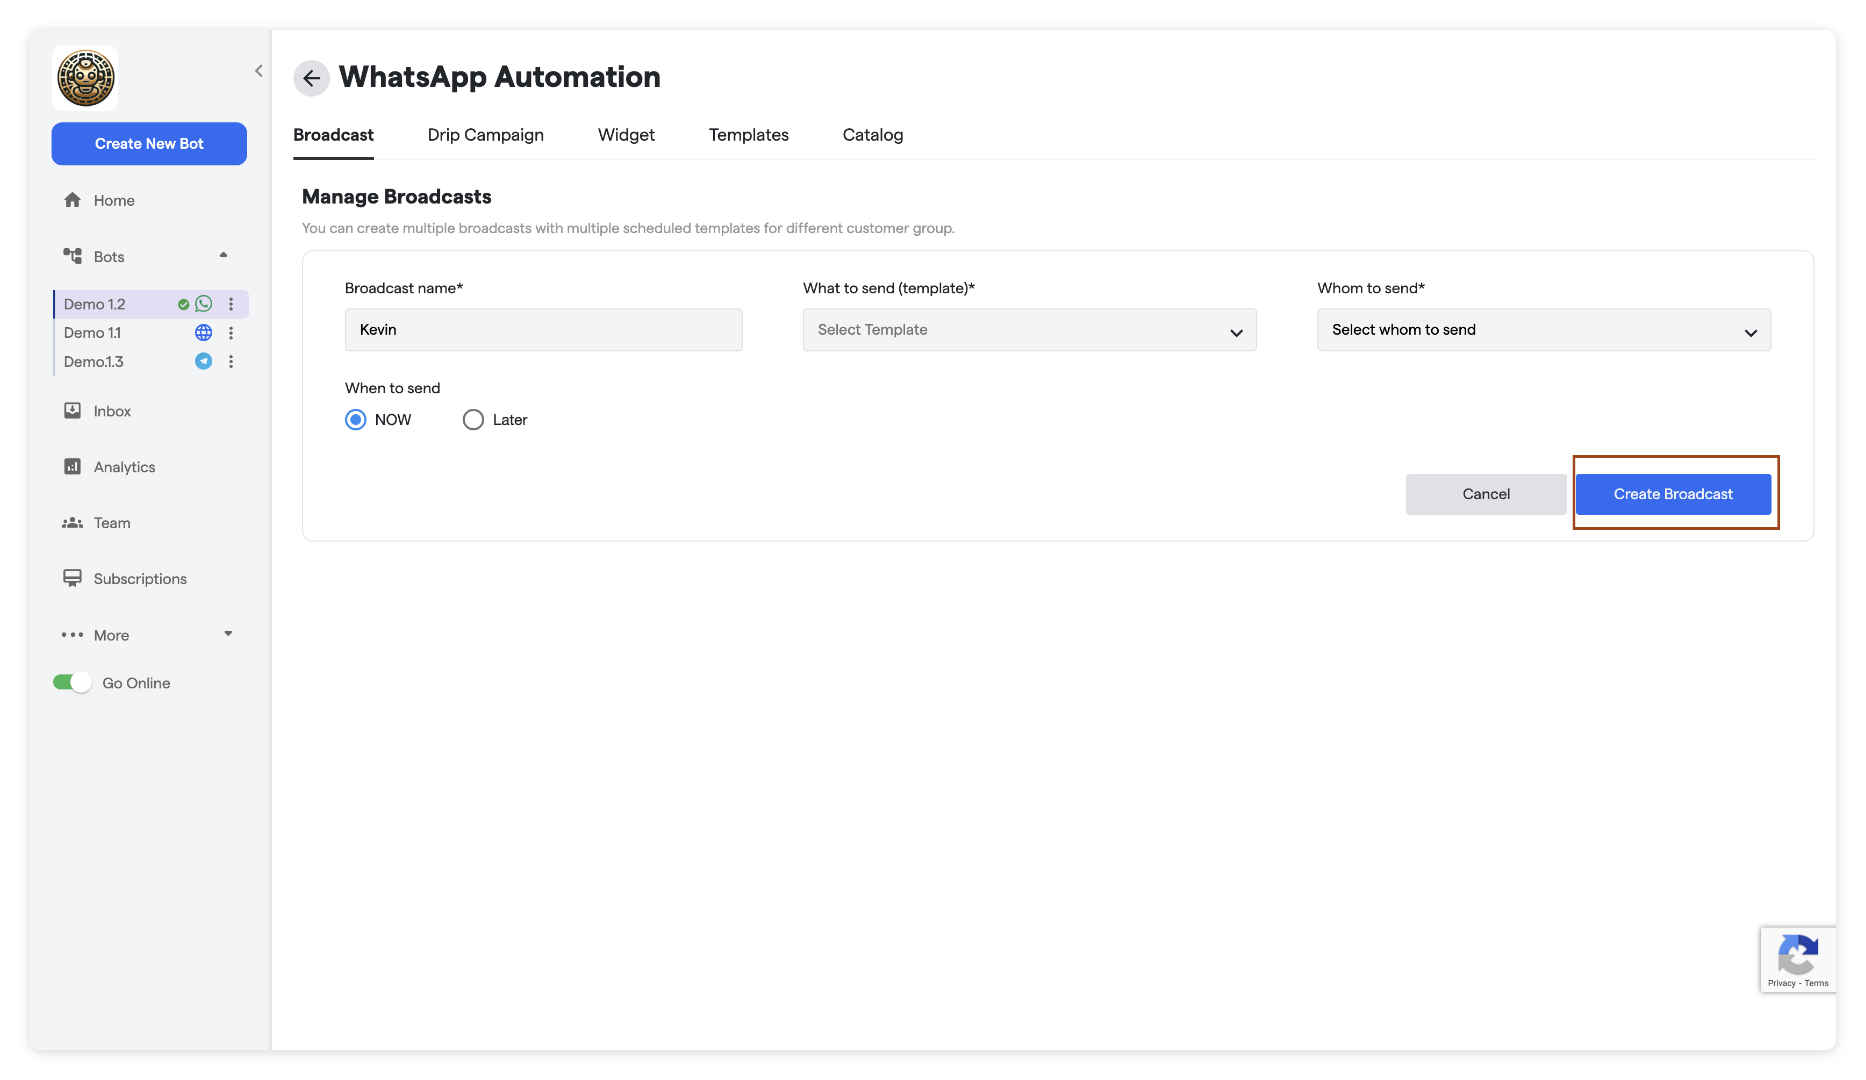 WhatsApp Automation
Create New Bot
Home
Bots
Demo 1.2
Demo 1.1
Demo.1.3
Inbox
Analytics
Team
Subscriptions
More
Go Online
Broadcast
Drip Campaign
Widget
Templates
Catalog
Manage Broadcasts
You can create multiple broadcasts with multiple scheduled templates for different customer group.
Broadcast name*
Kevin
What to send (template)*
Select Template
Whom to send*
Select whom to send
When to send
NOW
Later
Cancel
Create Broadcast
Privacy - Terms